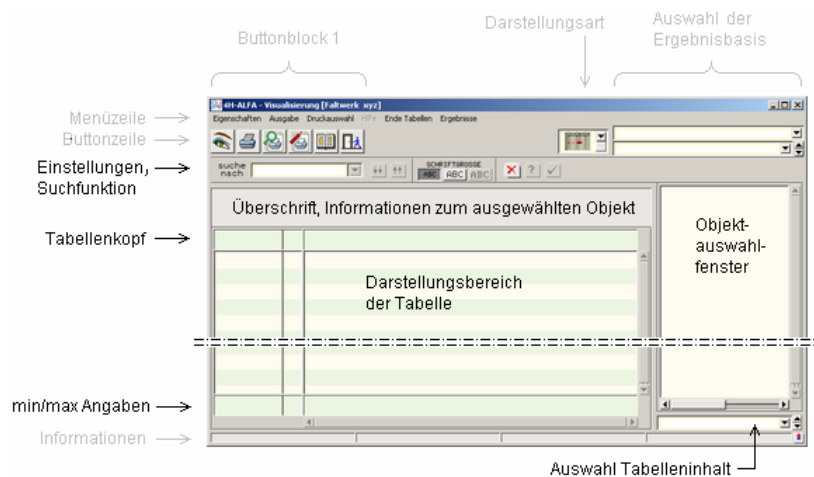 Buttonblock 1
Darstellungsart
Auswahl der
Ergebnisbasis
4H-ALFA - Visualisierung [Faltwerk xyz]
Menüzeile
Eigenschaften Ausgabe Druckauswahl Hilfe Ende Tabellen Ergebnisse
Buttonzeile
Einstellungen,
Suchfunktion
suche
nach
SCHRIFTGRÖSSE
ABC ABC ABC
?
Überschrift, Informationen zum ausgewählten Objekt
Objekt-
auswahl-
fenster
Tabellenkopf
Darstellungsbereich
der Tabelle
min/max Angaben
Informationen
Auswahl Tabelleninhalt